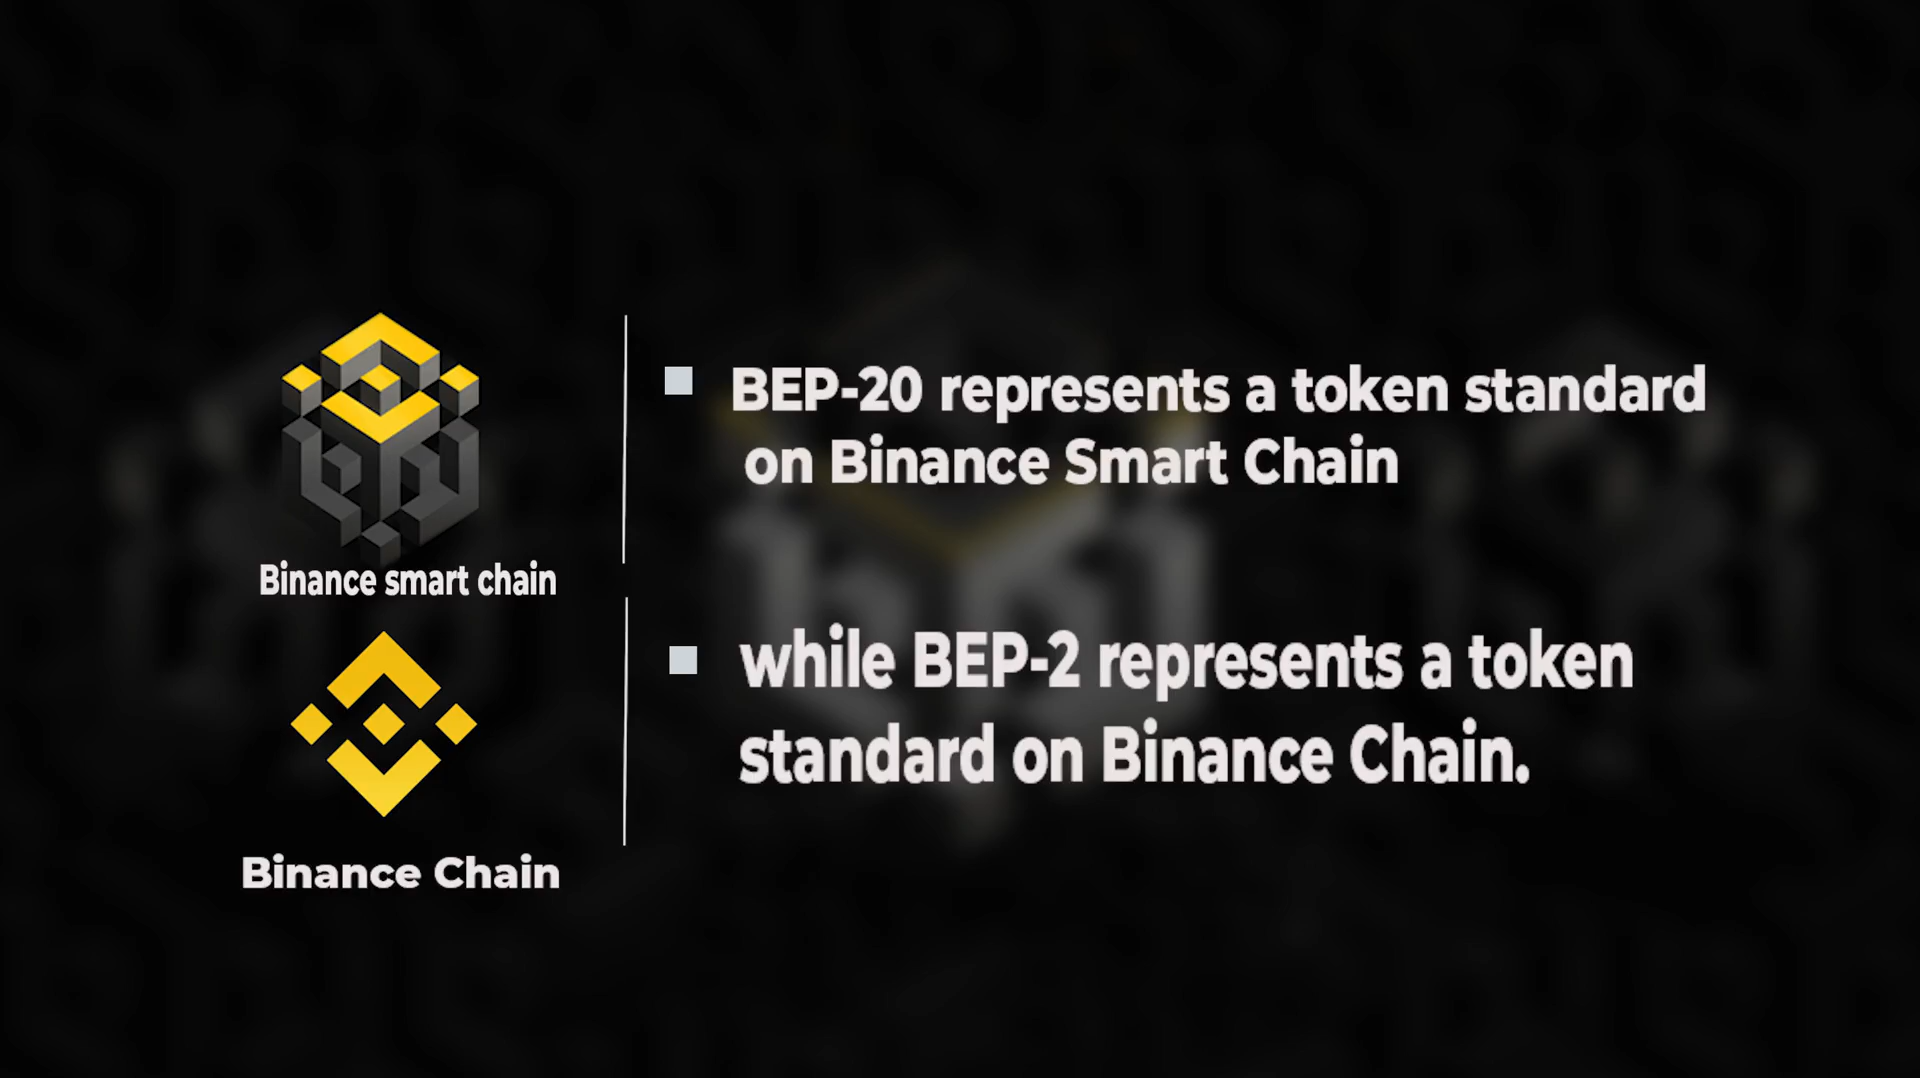 BEP-20 represents a token standard
on Binance Smart Chain
Binance smart chain
while BEP-2 represents a token
standard on Binance Chain.
Binance Chain